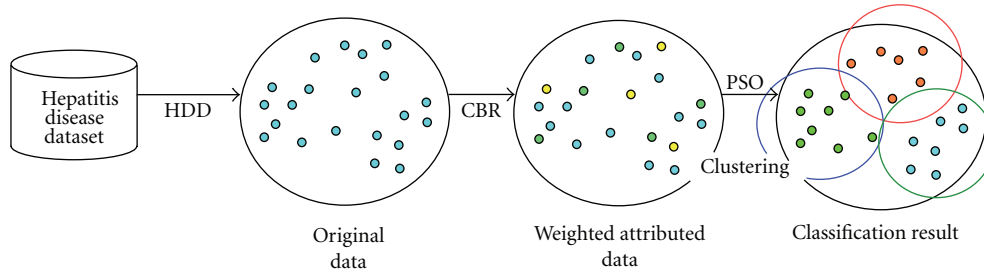 Hepatitis
disease
dataset
HDD
Original
data
CBR
Weighted attributed
data
PSO
Clustering
Classification result